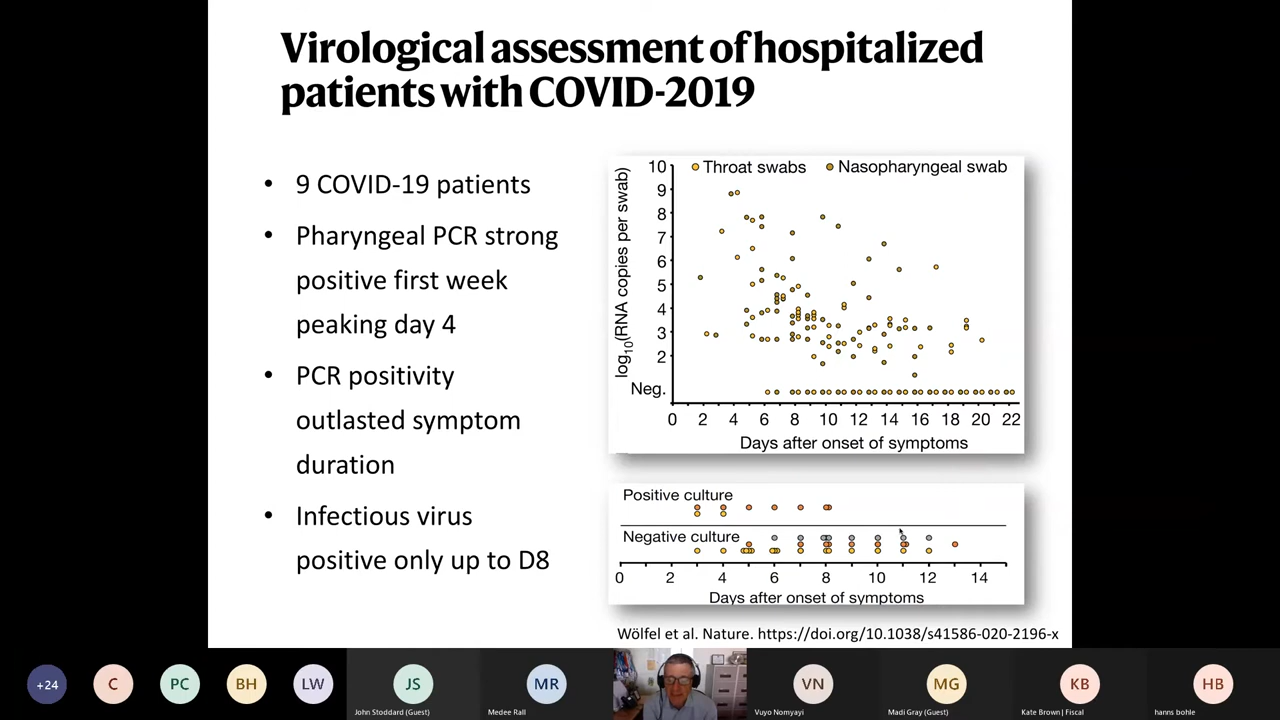 Virological assessment of hospitalized
patients with COVID-2019
• 9 COVID-19 patients
• Pharyngeal PCR strong
positive first week
peaking day 4
• PCR positivity
outlasted symptom
duration
• Infectious virus
positive only up to D8
Throat swabs Nasopharyngeal swab
log10(RNA copies per swab)
10
9
8
7
6
5
4
3
2
Neg.
0 2 4 6 8 10 12 14 16 18 20 22
Days after onset of symptoms
Positive culture
Negative culture
0 2 4 6 8 10 12 14
Days after onset of symptoms
Wölfel et al. Nature. https://doi.org/10.1038/s41586-020-2196-x
+24 C PC BH LW JS MR VN MG KB HB
John Stoddard (Guest) Medee Rall Vuyo Nomyayi Madi Gray (Guest) Kate Brown | Fiscal hanns bohle